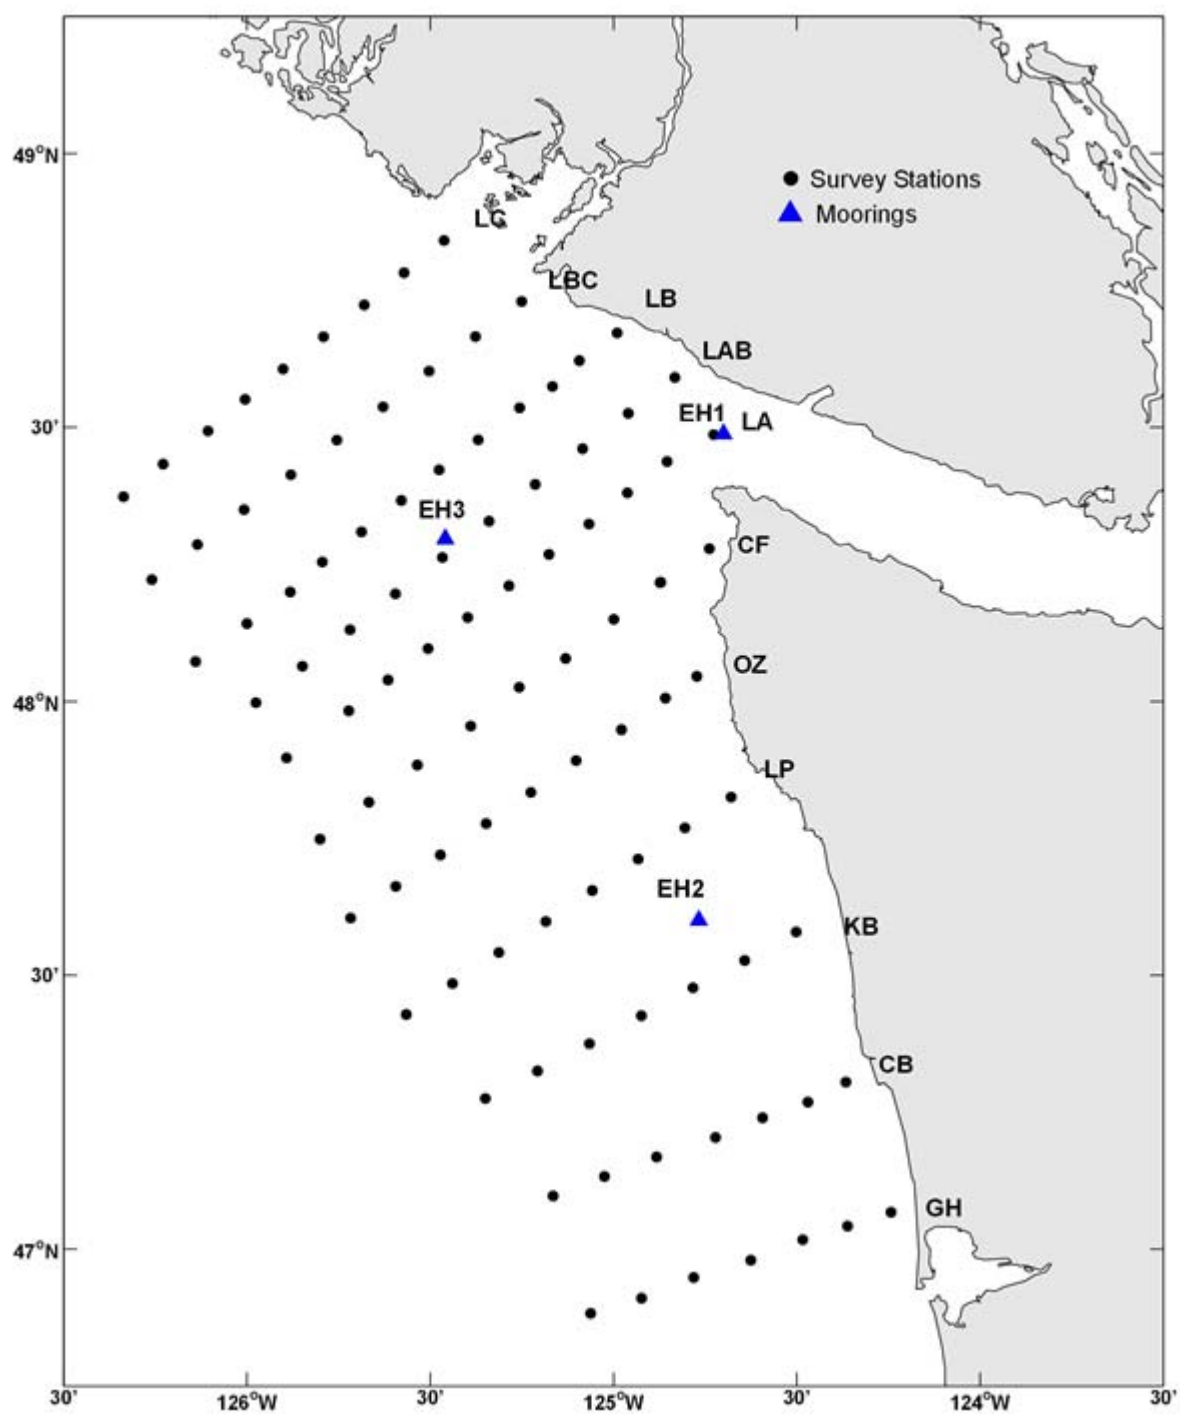 49°N
Survey Stations
Moorings
LC
LBC
LB
LAB
EH1 LA
30'
EH3
CF
OZ
48°N
LP
EH2
KB
30'
CB
GH
47°N
30' 126°W 30' 125°W 30' 124°W 30'